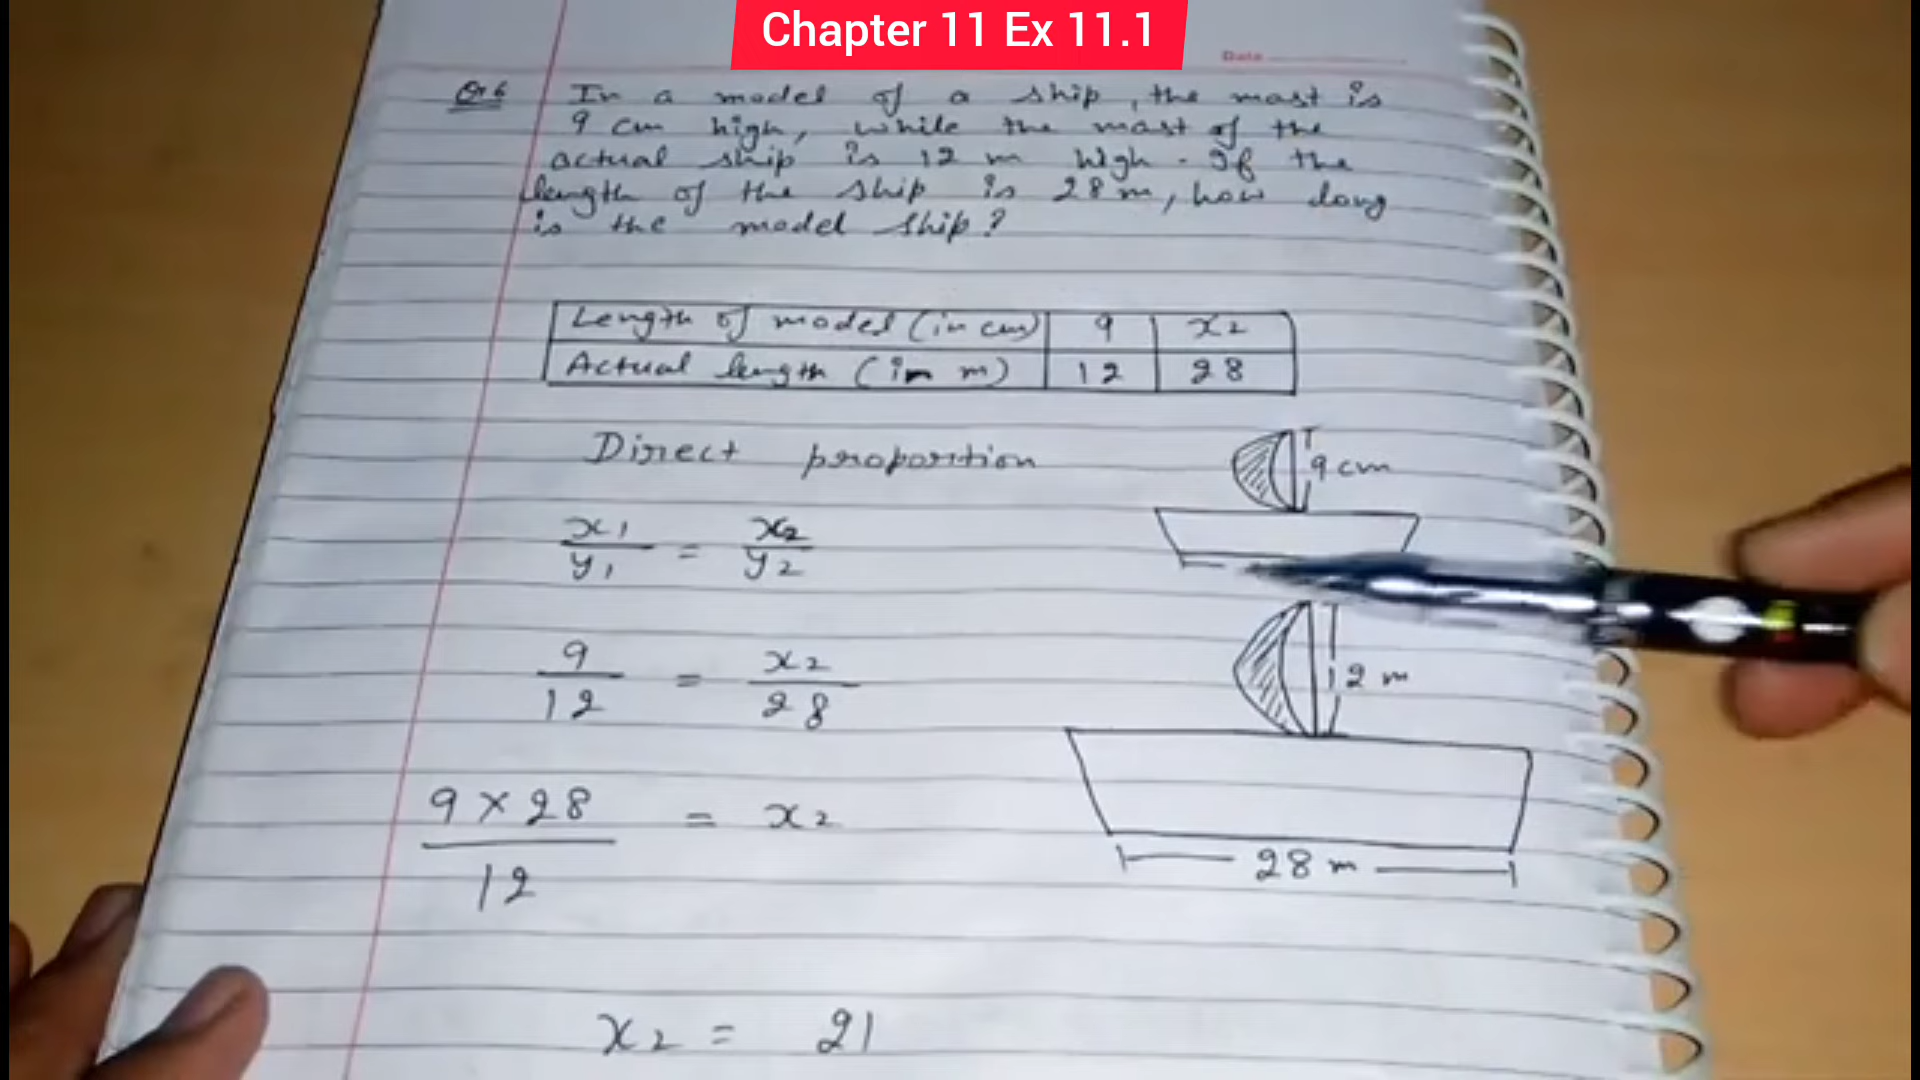 Chapter 11 Ex 11.1
Date
Q.6 In a model of a ship, the mast is
9 cm high, while the mast of the
actual ship is 12 m high. If the
length of the ship is 28 m, how long
is the model ship?
Length of model (in cm) 9 x2
Actual length (in m) 12 28
Direct proportion
9 cm
x1/y1 = x2/y2
9/12 = x2/28
12 m
9 × 28/12 = x2
28 m
x2 = 21